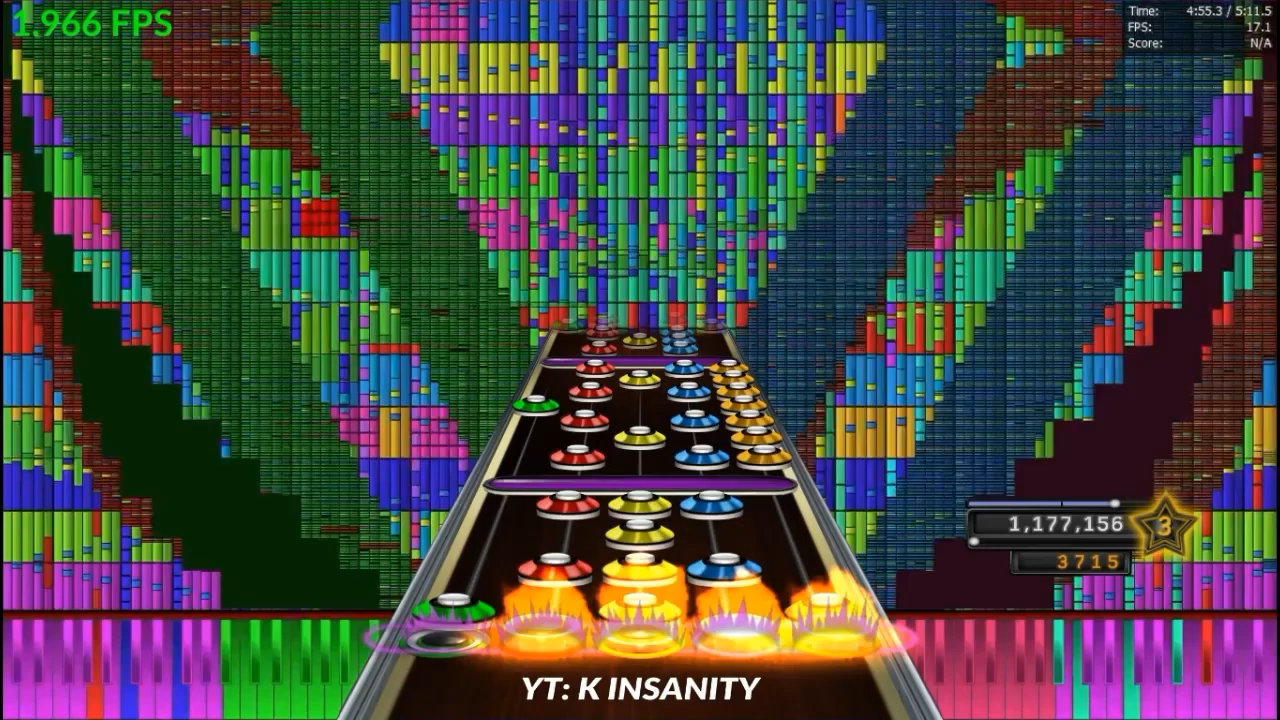 1.966 FPS
Time: 4:55.3 / 5:11.5
FPS: 17.1
Score: N/A
1,177,156
3
3715
YT: K INSANITY